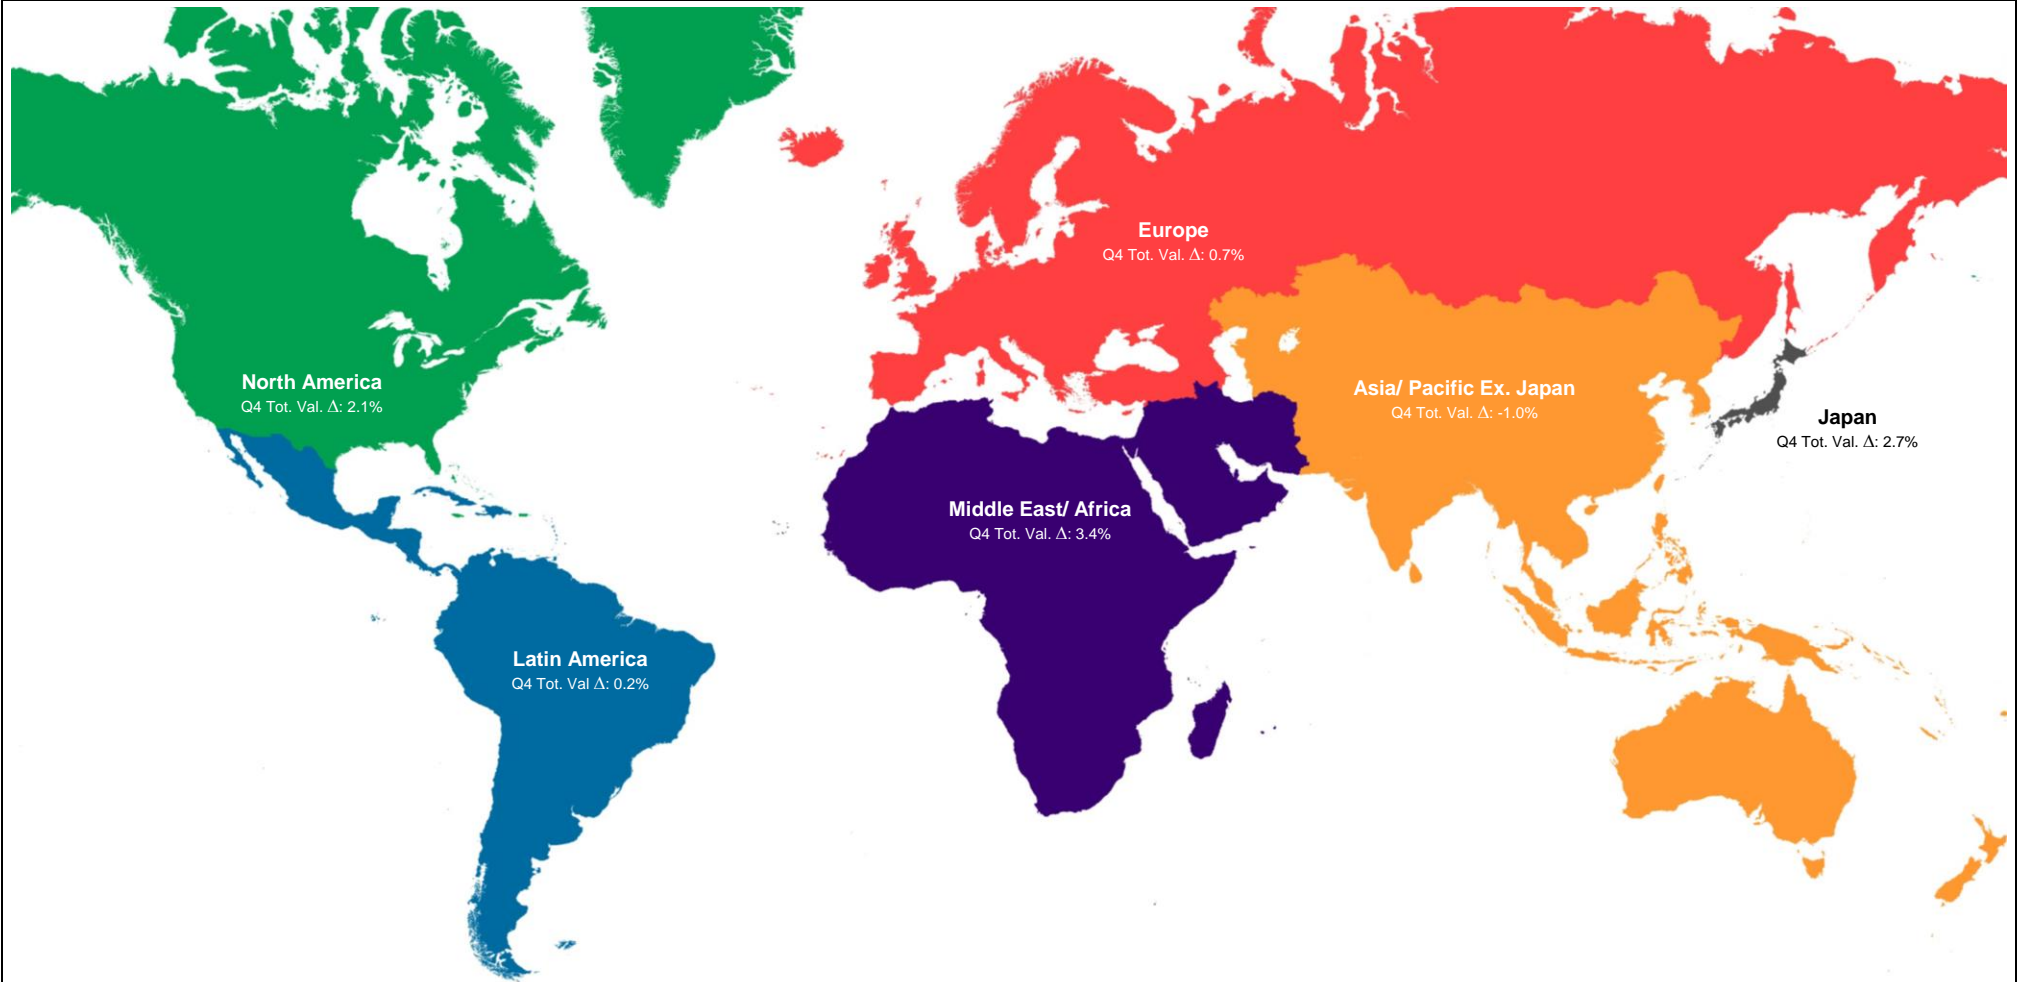 Europe
Q4 Tot. Val. Δ: 0.7%
North America
Q4 Tot. Val. Δ: 2.1%
Asia/ Pacific Ex. Japan
Q4 Tot. Val. Δ: -1.0%
Japan
Q4 Tot. Val. Δ: 2.7%
Middle East/ Africa
Q4 Tot. Val. Δ: 3.4%
Latin America
Q4 Tot. Val Δ: 0.2%